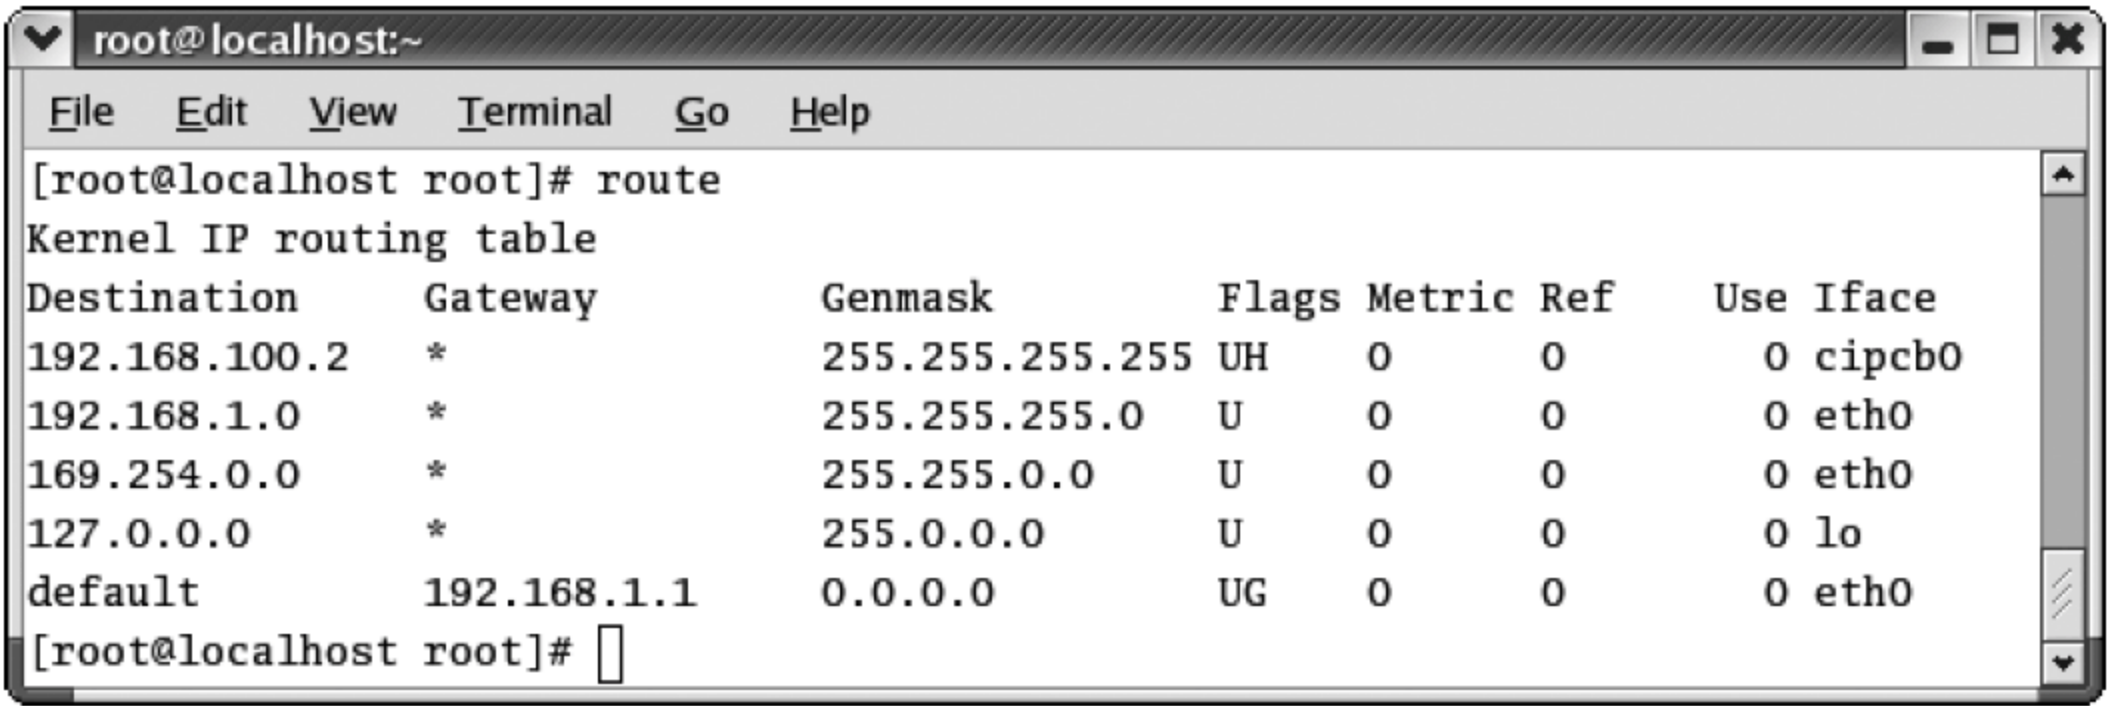 root@localhost:~
File Edit View Terminal Go Help
[root@localhost root]# route
Kernel IP routing table
Destination Gateway Genmask Flags Metric Ref Use Iface
192.168.100.2 * 255.255.255.255 UH 0 0 0 cipcb0
192.168.1.0 * 255.255.255.0 U 0 0 0 eth0
169.254.0.0 * 255.255.0.0 U 0 0 0 eth0
127.0.0.0 * 255.0.0.0 U 0 0 0 lo
default 192.168.1.1 0.0.0.0 UG 0 0 0 eth0
[root@localhost root]#